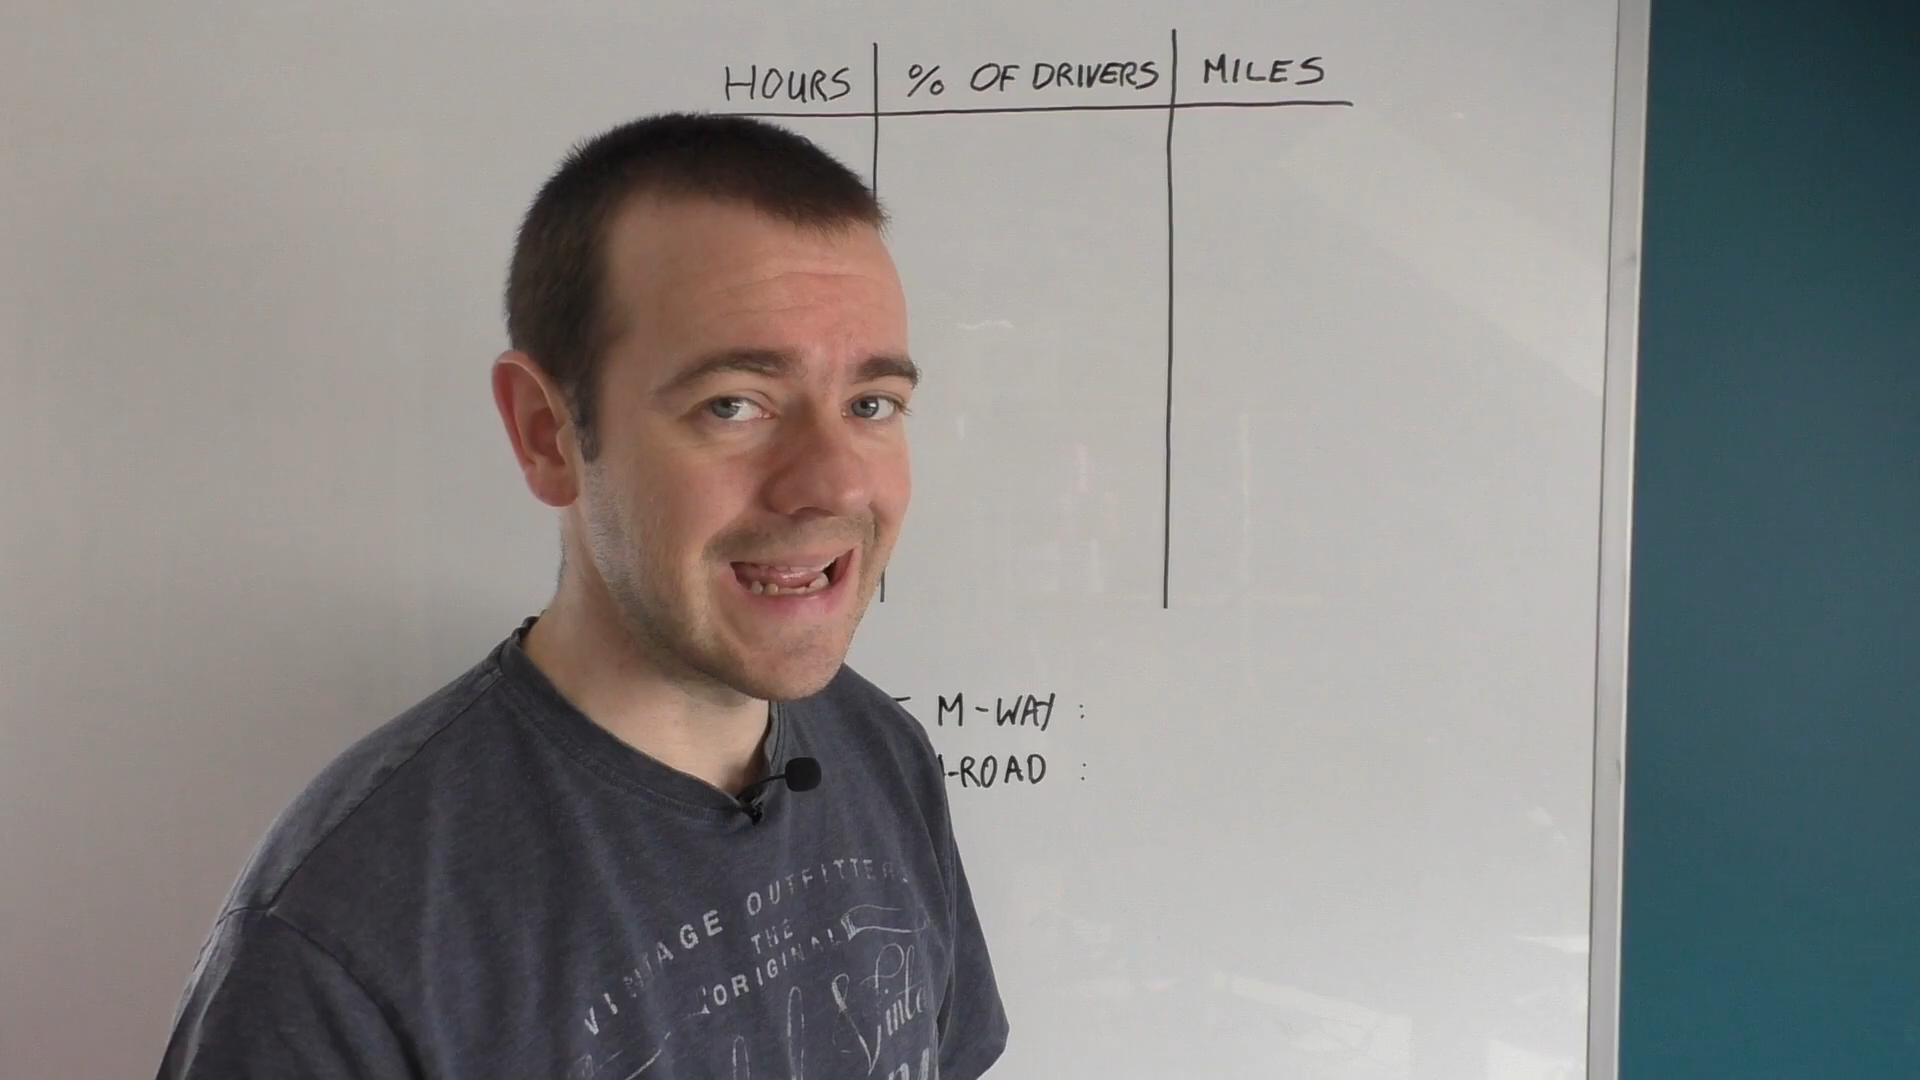 HOURS % OF DRIVERS MILES
M-WAY :
-ROAD :
VINTAGE OUTFITTERS
THE
ORIGINAL